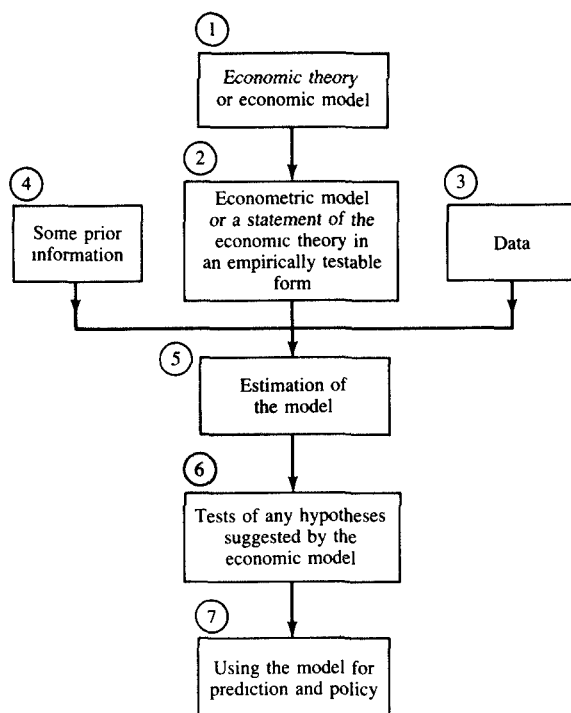 1
Economic theory
or economic model
2
Econometric model
or a statement of the
economic theory in
an empirically testable
form
4
Some prior
information
3
Data
5
Estimation of
the model
6
Tests of any hypotheses
suggested by the
economic model
7
Using the model for
prediction and policy